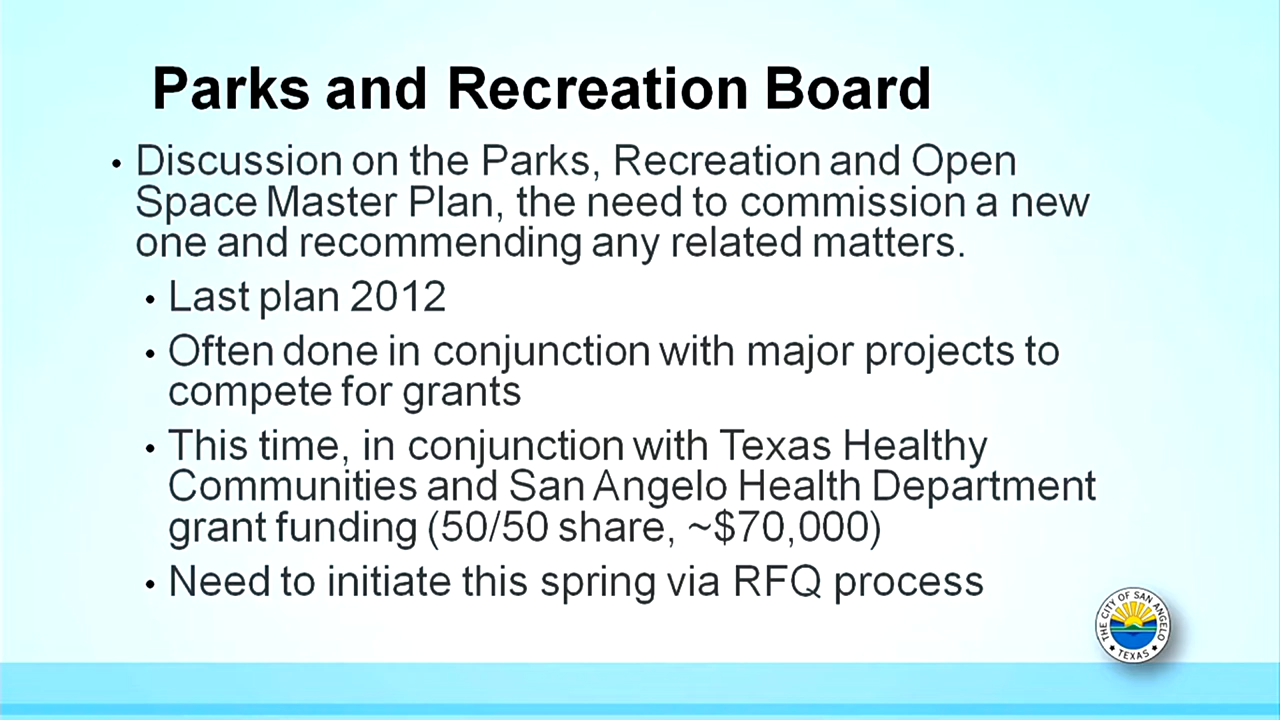 Parks and Recreation Board
• Discussion on the Parks, Recreation and Open
Space Master Plan, the need to commission a new
one and recommending any related matters.
• Last plan 2012
• Often done in conjunction with major projects to
compete for grants
• This time, in conjunction with Texas Healthy
Communities and San Angelo Health Department
grant funding (50/50 share, ~$70,000)
• Need to initiate this spring via RFQ process
THE CITY OF SAN ANGELO
TEXAS